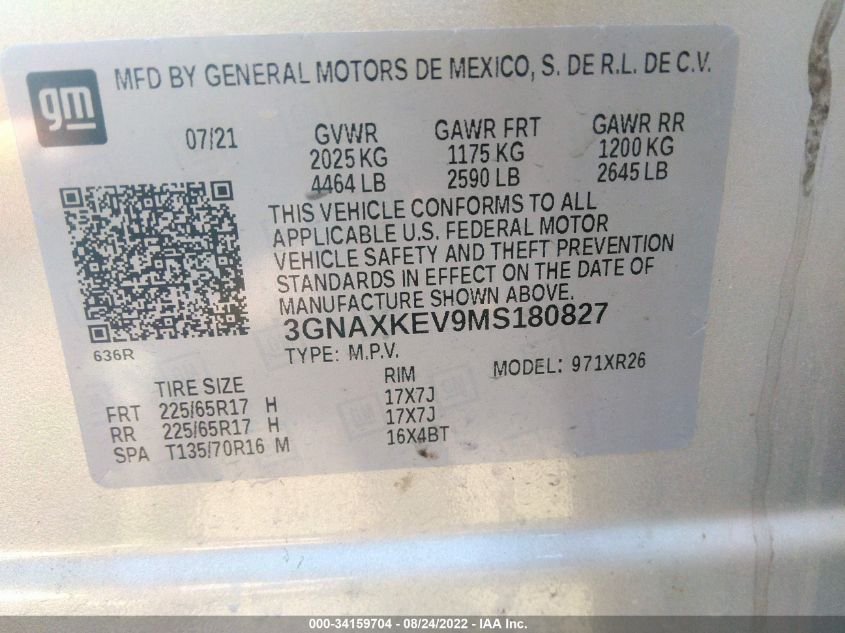 gm
MFD BY GENERAL MOTORS DE MEXICO, S. DE R.L. DE C.V.
07/21 GVWR GAWR FRT GAWR RR
2025 KG 1175 KG 1200 KG
4464 LB 2590 LB 2645 LB
THIS VEHICLE CONFORMS TO ALL
APPLICABLE U.S. FEDERAL MOTOR
VEHICLE SAFETY AND THEFT PREVENTION
STANDARDS IN EFFECT ON THE DATE OF
MANUFACTURE SHOWN ABOVE.
3GNAXKEV9MS180827
636R TYPE: M.P.V. MODEL: 971XR26
TIRE SIZE RIM
FRT 225/65R17 H 17X7J
RR 225/65R17 H 17X7J
SPA T135/70R16 M 16X4BT
000-34159704 - 08/24/2022 - IAA Inc.